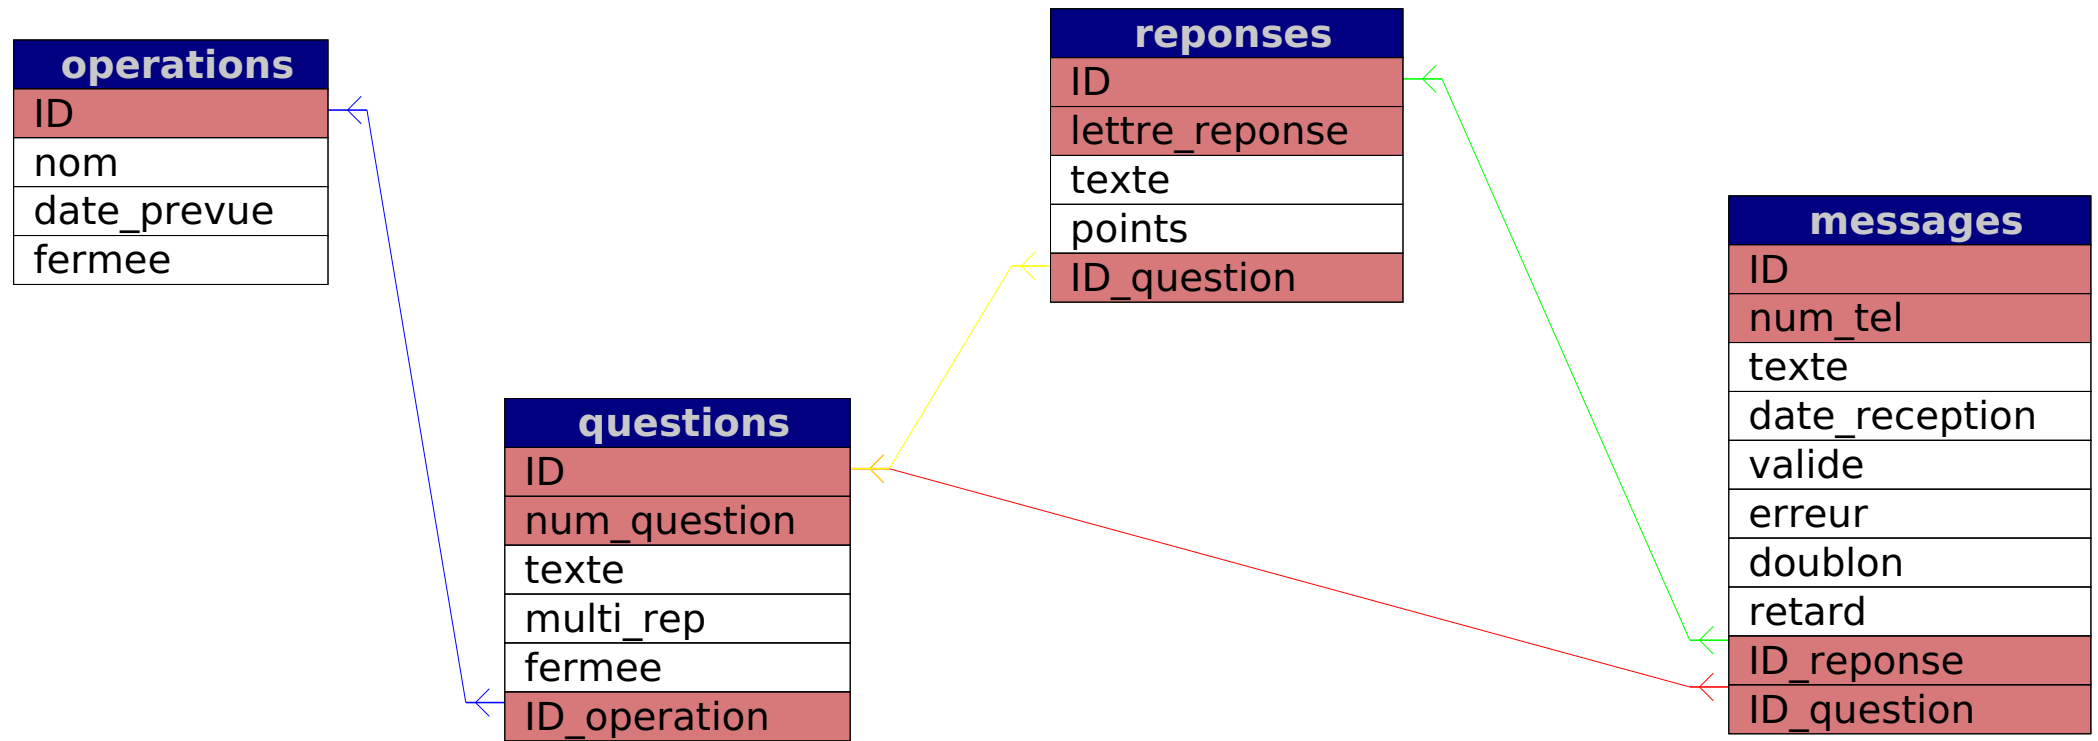 operations
ID
nom
date_prevue
fermee
questions
ID
num_question
texte
multi_rep
fermee
ID_operation
reponses
ID
lettre_reponse
texte
points
ID_question
messages
ID
num_tel
texte
date_reception
valide
erreur
doublon
retard
ID_reponse
ID_question